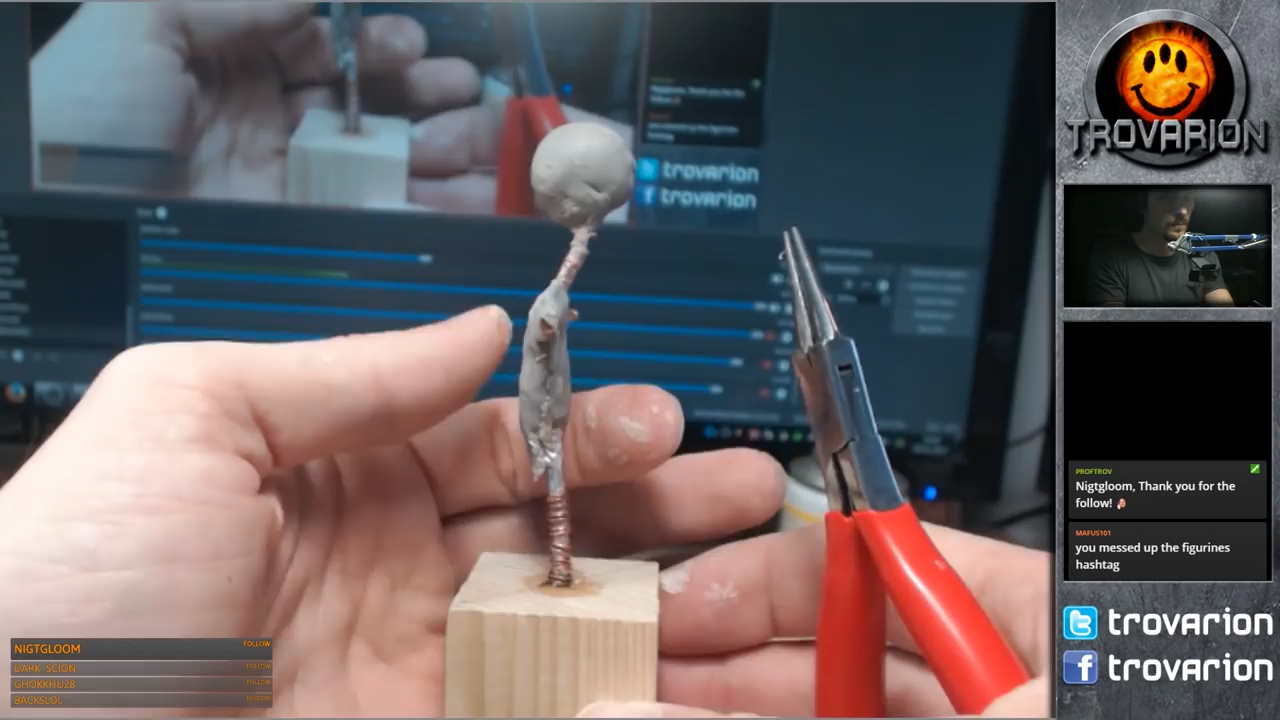 TROVARION
trovarion
trovarion
PROFTROV
Nigtgloom, Thank you for the
follow!
MAFUS101
you messed up the figurines
hashtag
trovarion
trovarion
NIGTGLOOM FOLLOW
DARK_SCION FOLLOW
GHOKKHU28 FOLLOW
BACKSLOL FOLLOW